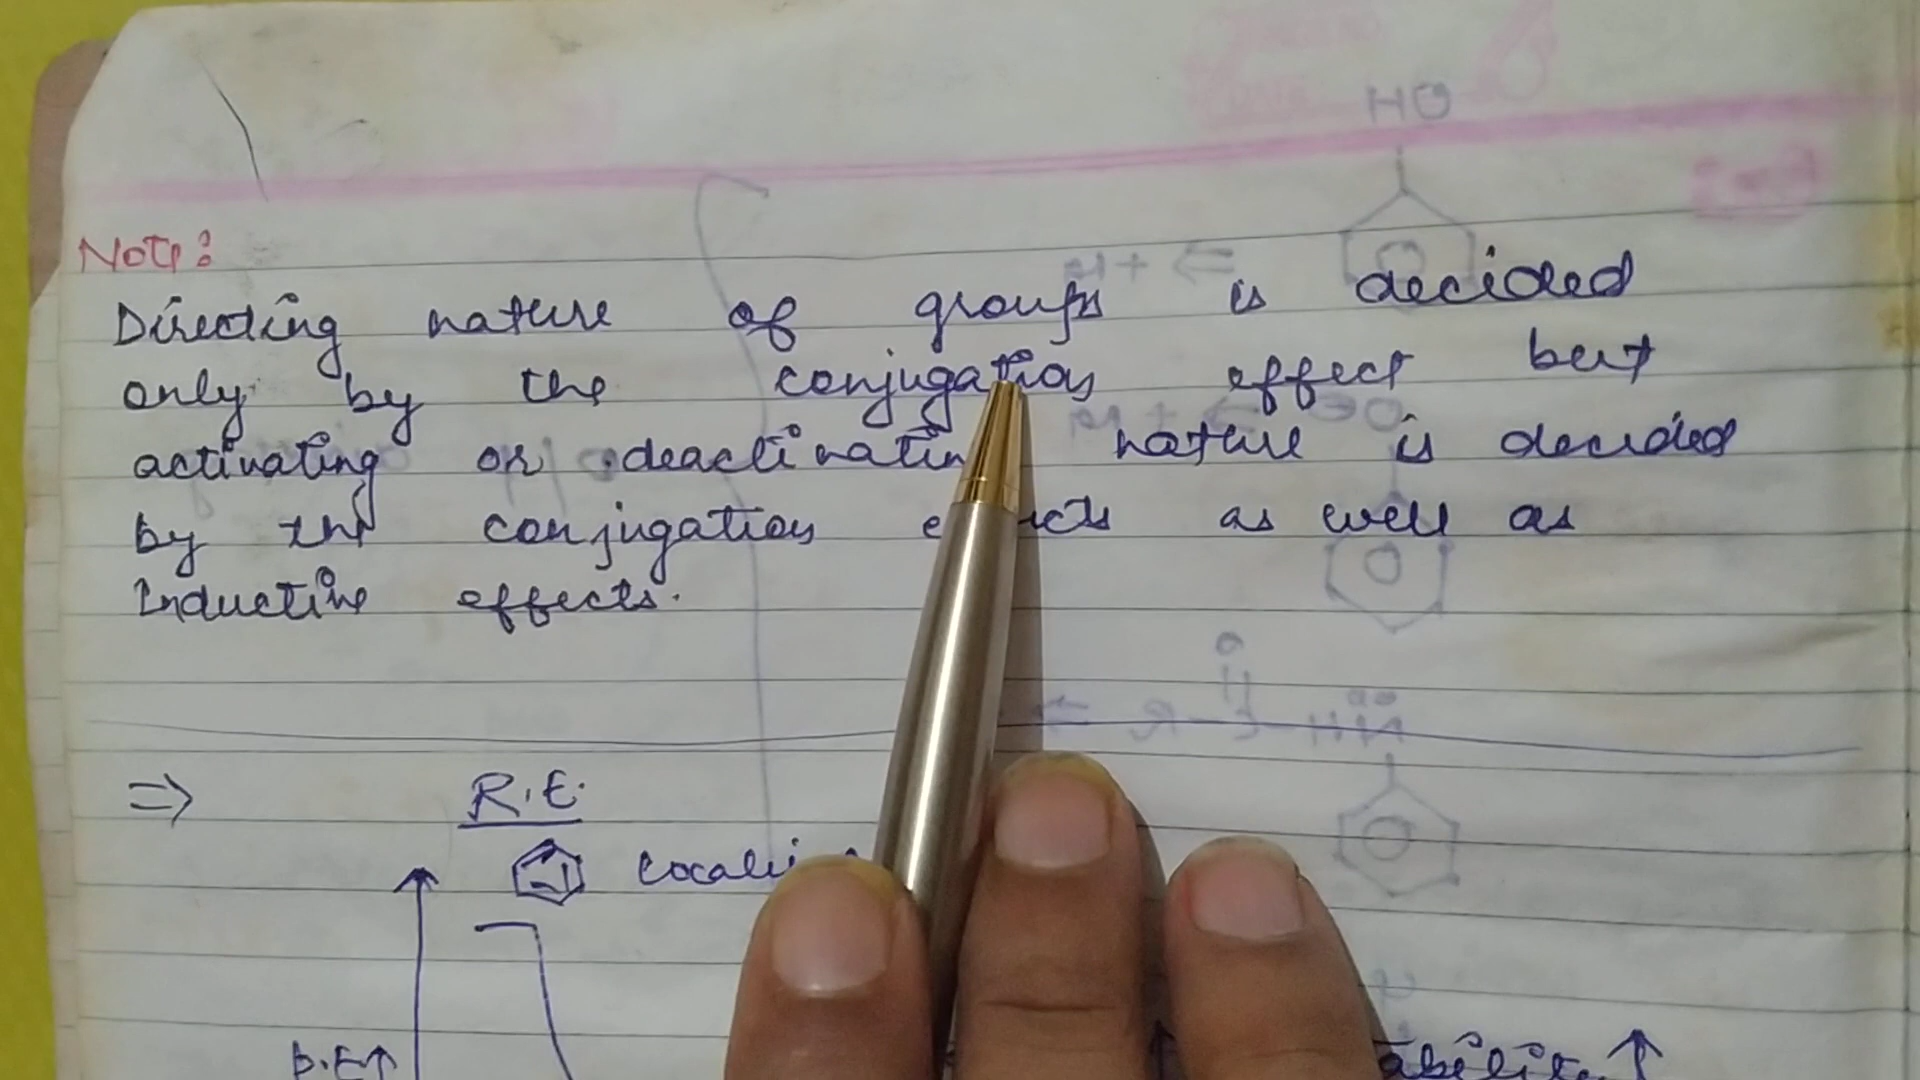 Note:
Directing nature of groups is decided
only by the conjugation effect but
activating or deactivating nature is decided
by the conjugation effects as well as
Inductive effects.
⇒ R.E.
P.E↑